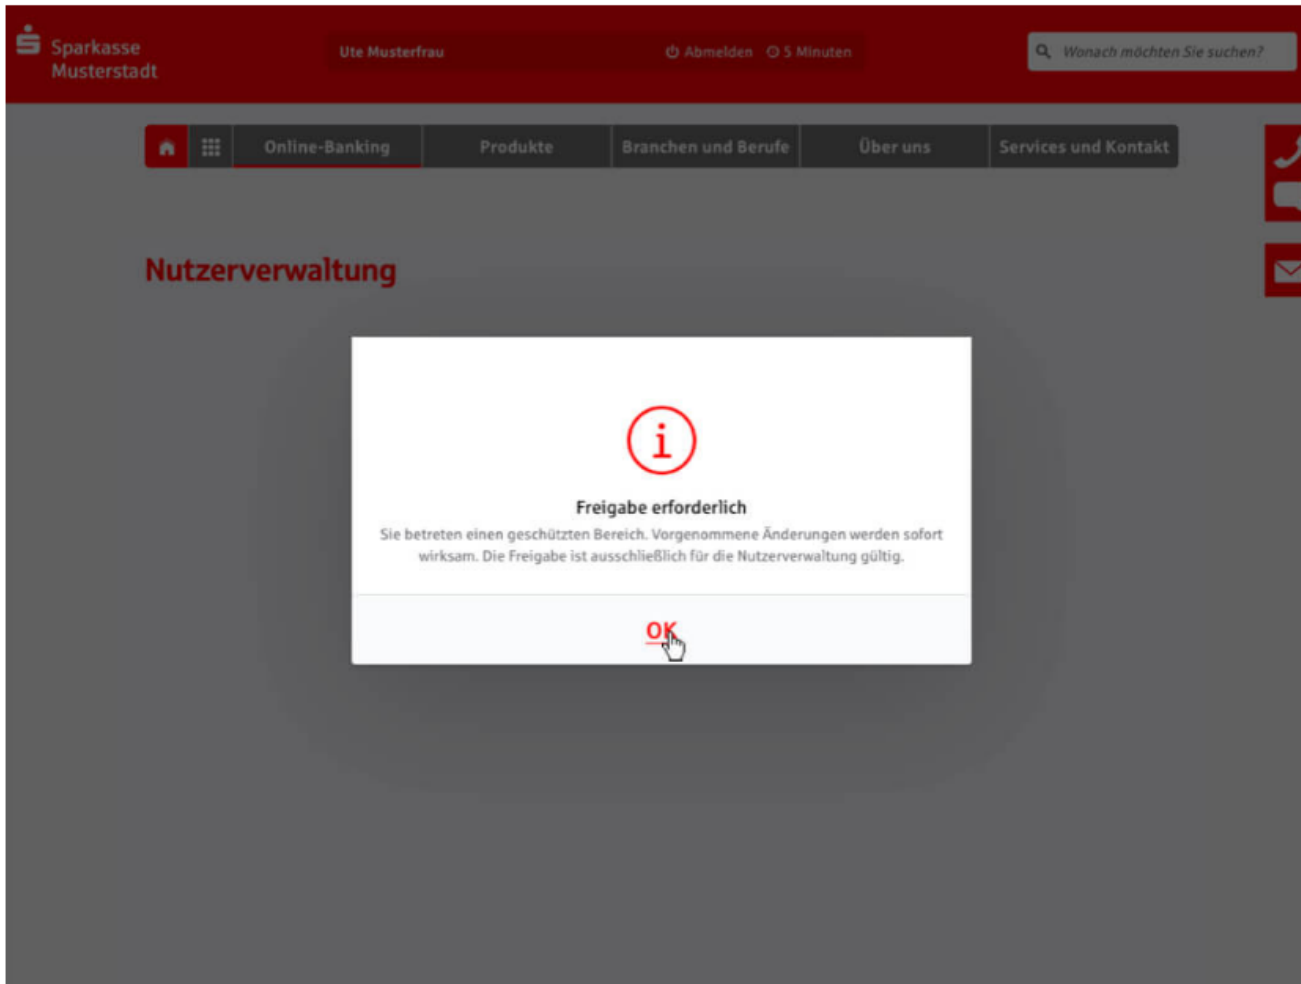 Sparkasse
Musterstadt
Ute Musterfrau
Abmelden 5 Minuten
Wonach möchten Sie suchen?
Online-Banking
Produkte
Branchen und Berufe
Über uns
Services und Kontakt
Nutzerverwaltung
Freigabe erforderlich
Sie betreten einen geschützten Bereich. Vorgenommene Änderungen werden sofort
wirksam. Die Freigabe ist ausschließlich für die Nutzerverwaltung gültig.
OK